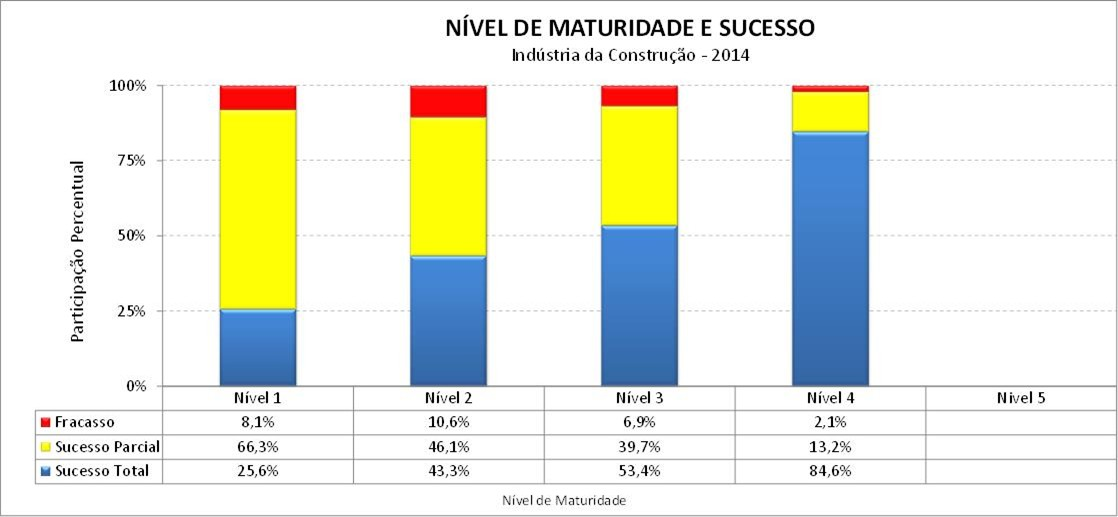 NÍVEL DE MATURIDADE E SUCESSO
Indústria da Construção - 2014
Participação Percentual
100%
75%
50%
25%
0%
Nível 1 Nível 2 Nível 3 Nível 4 Nivel 5
Fracasso 8,1% 10,6% 6,9% 2,1%
Sucesso Parcial 66,3% 46,1% 39,7% 13,2%
Sucesso Total 25,6% 43,3% 53,4% 84,6%
Nível de Maturidade